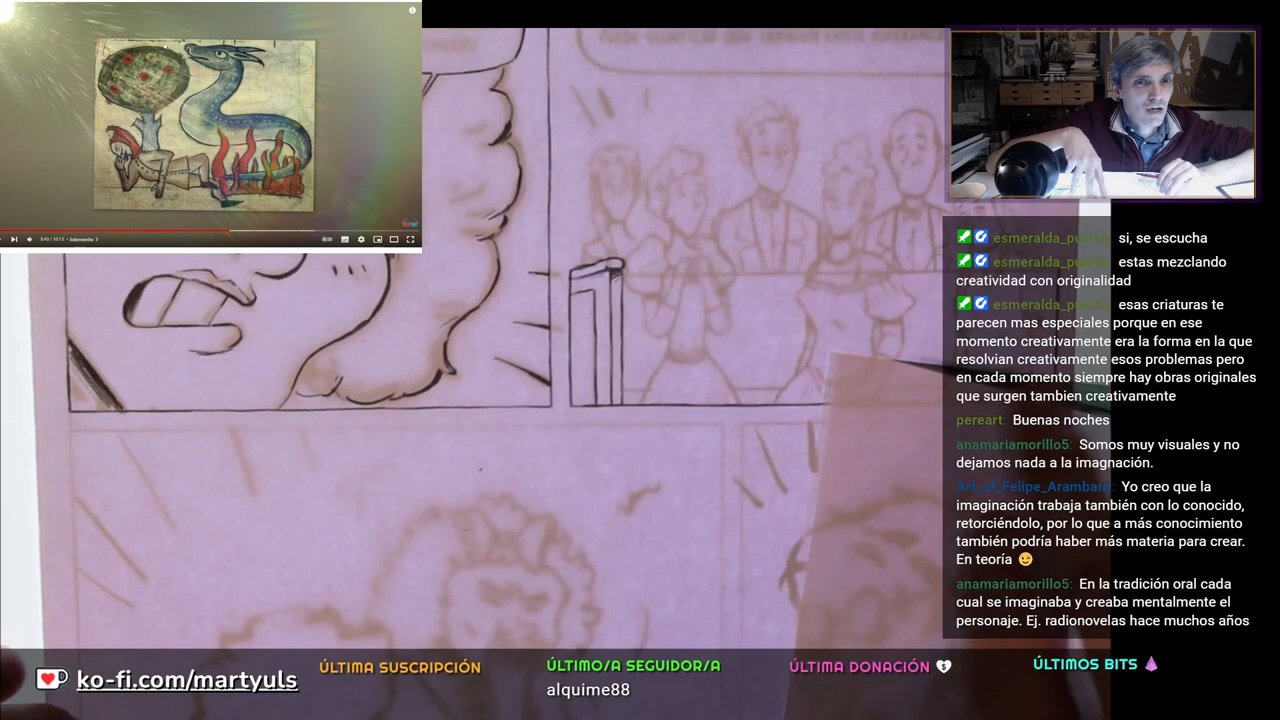 si, se escucha
estas mezclando
creatividad con originalidad
esas criaturas te
parecen mas especiales porque en ese
momento creativamente era la forma en la que
resolvian creativamente esos problemas pero
en cada momento siempre hay obras originales
que surgen tambien creativamente
pereart: Buenas noches
anamariamorillo5: Somos muy visuales y no
dejamos nada a la imagnación.
Yo creo que la
imaginación trabaja también con lo conocido,
retorciéndolo, por lo que a más conocimiento
también podría haber más materia para crear.
En teoría 😉
anamariamorillo5: En la tradición oral cada
cual se imaginaba y creaba mentalmente el
personaje. Ej. radionovelas hace muchos años
ko-fi.com/martyuls
ÚLTIMA SUSCRIPCIÓN
ÚLTIMO/A SEGUIDOR/A
alquime88
ÚLTIMA DONACIÓN
ÚLTIMOS BITS